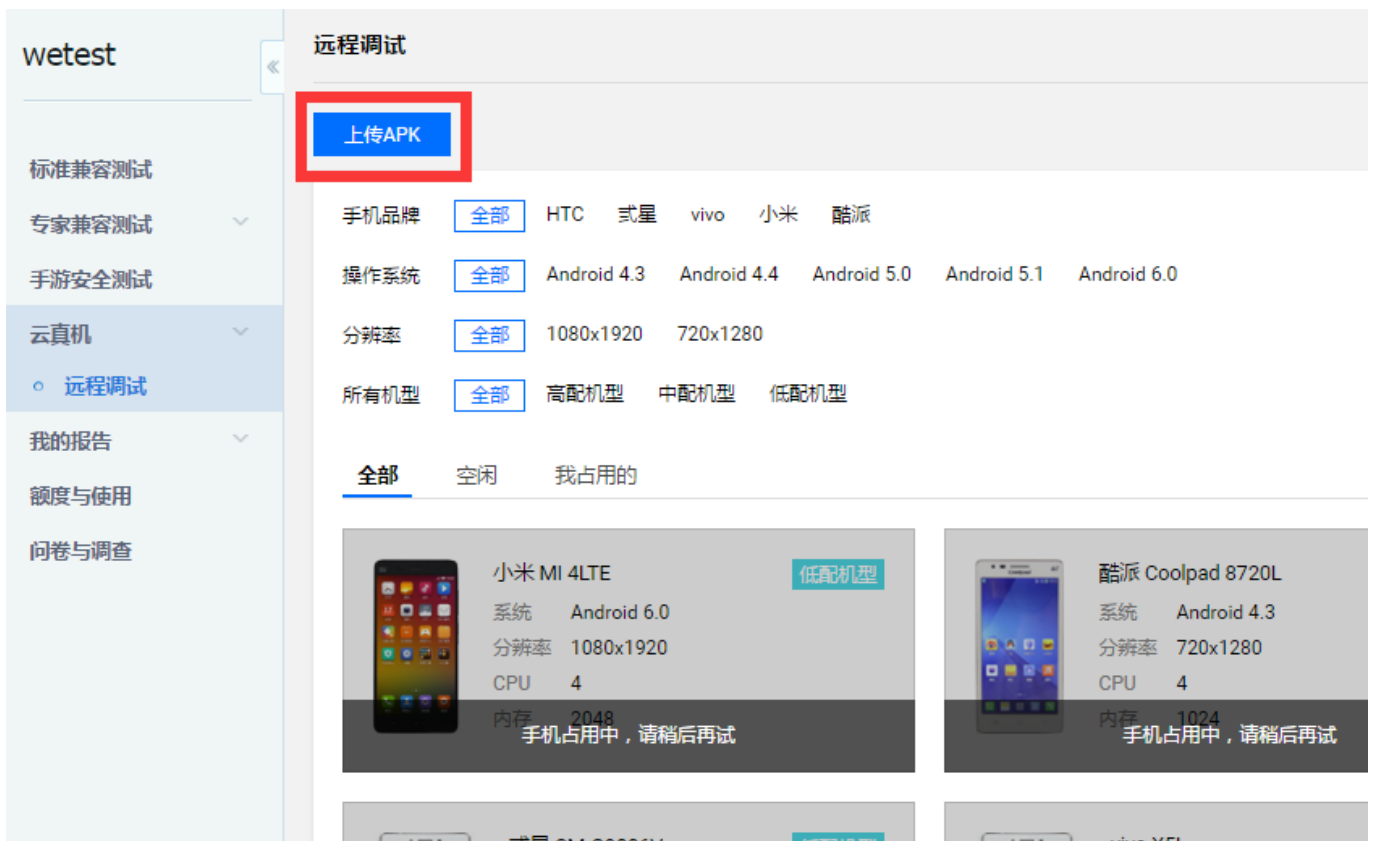 wetest
«
标准兼容测试
专家兼容测试
手游安全测试
云真机
远程调试
我的报告
额度与使用
问卷与调查
远程调试
上传APK
手机品牌 全部 HTC 弎星 vivo 小米 酷派
操作系统 全部 Android 4.3 Android 4.4 Android 5.0 Android 5.1 Android 6.0
分辨率 全部 1080x1920 720x1280
所有机型 全部 高配机型 中配机型 低配机型
全部 空闲 我占用的
小米 MI 4LTE 低配机型
系统 Android 6.0
分辨率 1080x1920
CPU 4
内存 2048
手机占用中，请稍后再试
酷派 Coolpad 8720L
系统 Android 4.3
分辨率 720x1280
CPU 4
内存 1024
手机占用中，请稍后再试